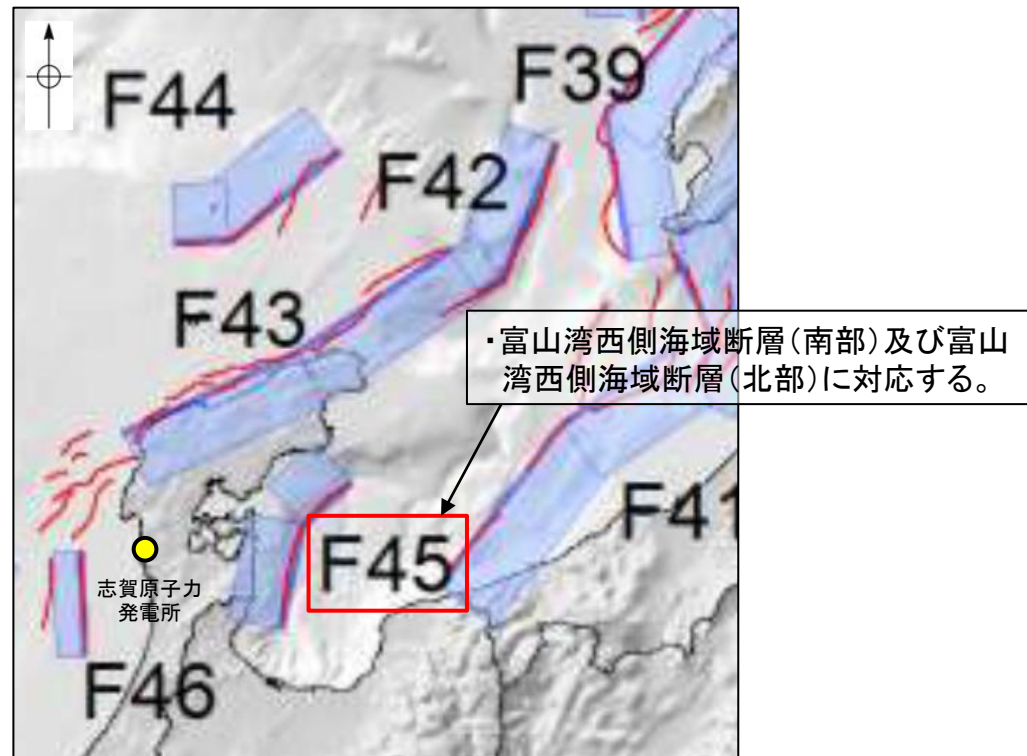 F44
F39
F42
F43
・富山湾西側海域断層(南部)及び富山
湾西側海域断層(北部)に対応する。
F45
F41
志賀原子力
発電所
F46